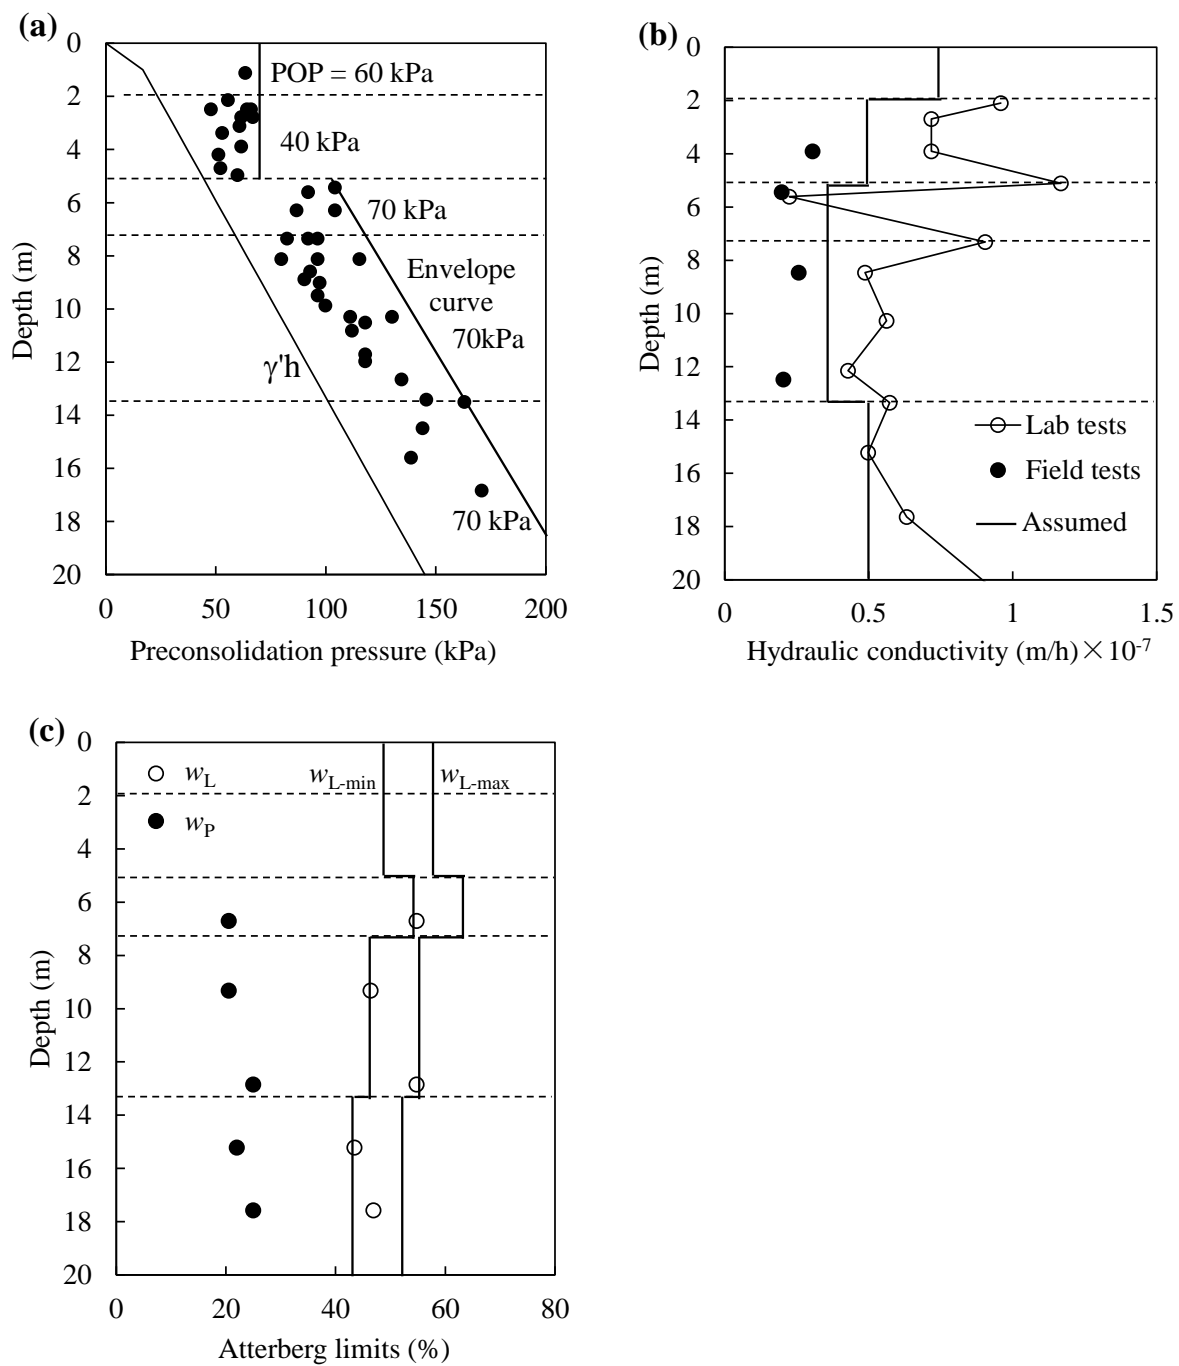 (a)
0
2
4
6
8
10
12
14
16
18
20
Depth (m)
POP = 60 kPa
40 kPa
70 kPa
Envelope
curve
70kPa
γ'h
70 kPa
0
50
100
150
200
Preconsolidation pressure (kPa)
(b)
0
2
4
6
8
10
12
14
16
18
20
Depth (m)
Lab tests
Field tests
Assumed
0
0.5
1
1.5
Hydraulic conductivity (m/h)×10⁻⁷
(c)
0
2
4
6
8
10
12
14
16
18
20
Depth (m)
w_L
w_P
w_L-min
w_L-max
0
20
40
60
80
Atterberg limits (%)